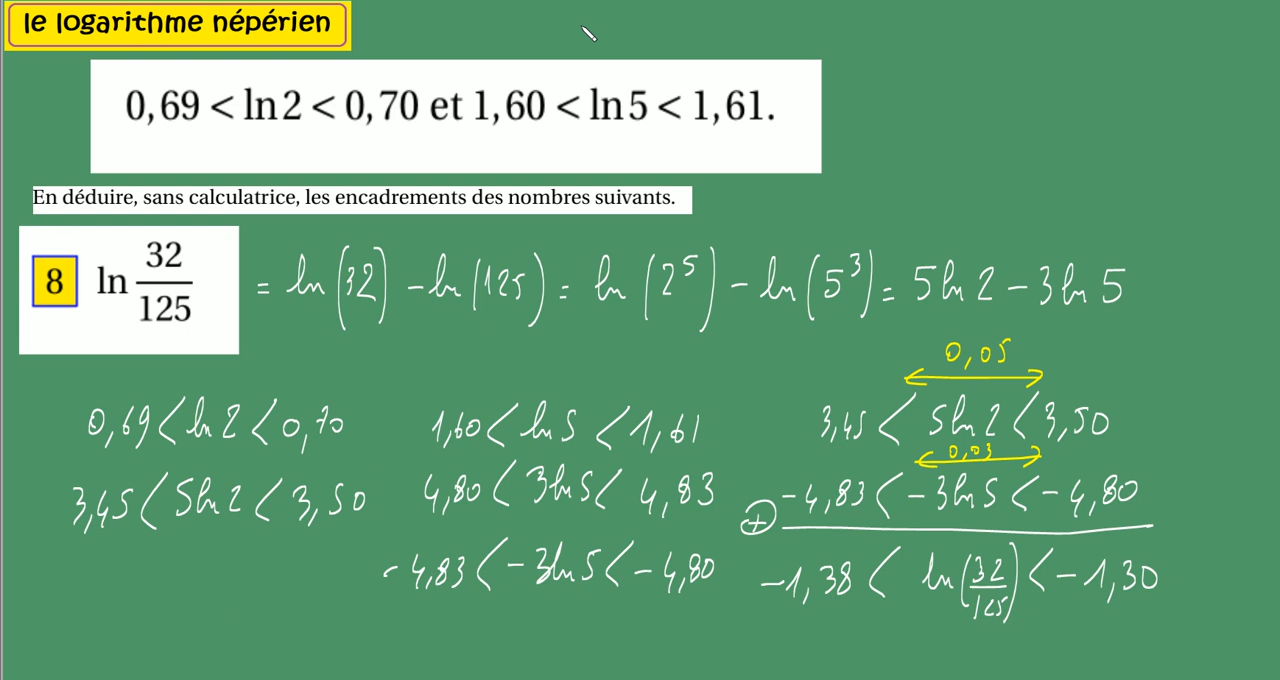 le logarithme népérien
0,69 < ln 2 < 0,70 et 1,60 < ln 5 < 1,61.
En déduire, sans calculatrice, les encadrements des nombres suivants.
8 ln 32/125 = ln(32) - ln(125) = ln(2^5) - ln(5^3) = 5 ln 2 - 3 ln 5
0,05
0,69 < ln 2 < 0,70 1,60 < ln 5 < 1,61 3,45 < 5 ln 2 < 3,50
0,03
3,45 < 5 ln 2 < 3,50 4,80 < 3 ln 5 < 4,83 + -4,83 < -3 ln 5 < -4,80
-4,83 < -3 ln 5 < -4,80 -1,38 < ln(32/125) < -1,30